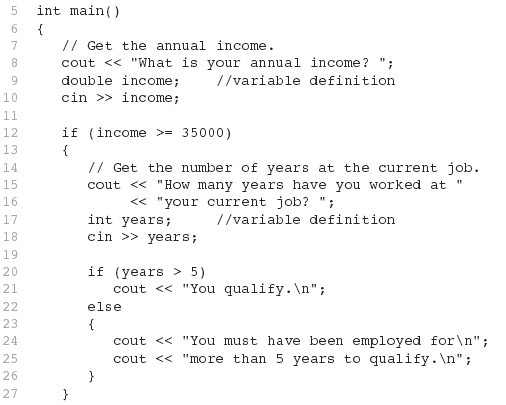 5 int main()
6 {
7 // Get the annual income.
8 cout << "What is your annual income? ";
9 double income; //variable definition
10 cin >> income;
11
12 if (income >= 35000)
13 {
14 // Get the number of years at the current job.
15 cout << "How many years have you worked at "
16 << "your current job? ";
17 int years; //variable definition
18 cin >> years;
19
20 if (years > 5)
21 cout << "You qualify.\n";
22 else
23 {
24 cout << "You must have been employed for\n";
25 cout << "more than 5 years to qualify.\n";
26 }
27 }